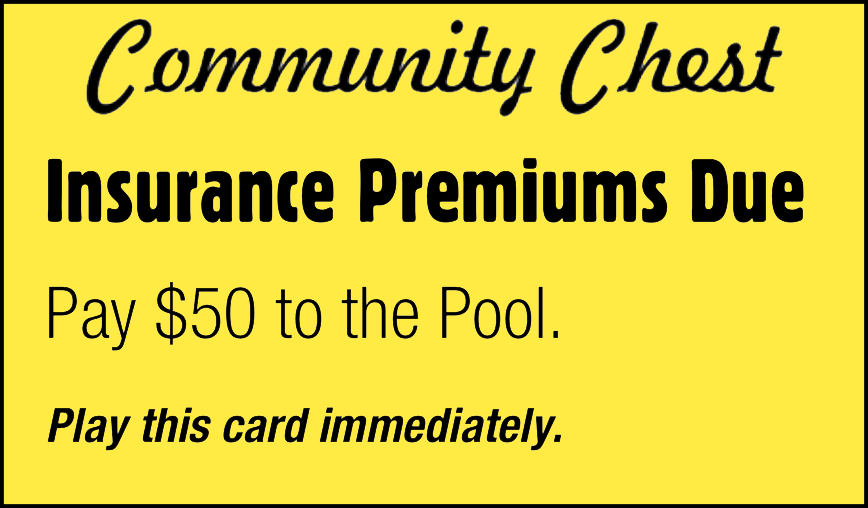 Community Chest
Insurance Premiums Due
Pay $50 to the Pool.
Play this card immediately.